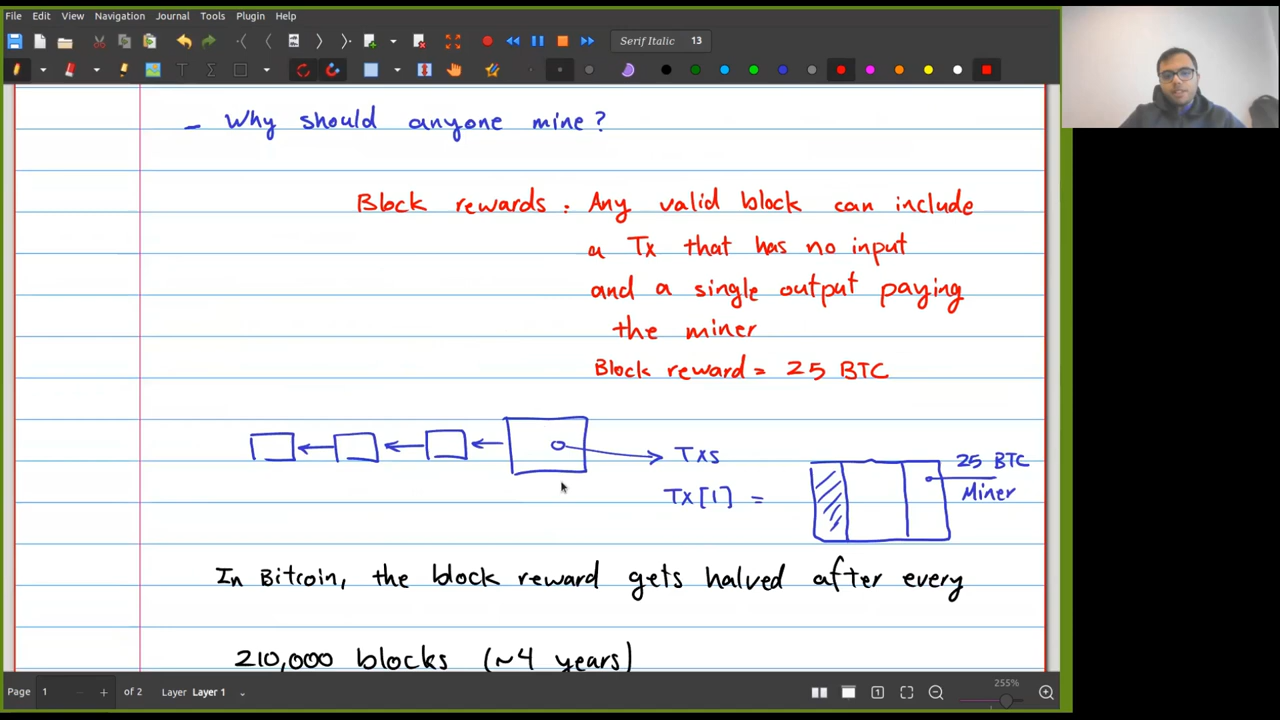 File Edit View Navigation Journal Tools Plugin Help
Serif Italic 13
- Why should anyone mine?
Block rewards : Any valid block can include
a Tx that has no input
and a single output paying
the miner
Block reward = 25 BTC
TXs
TX[1] =
25 BTC
Miner
In Bitcoin, the block reward gets halved after every
210,000 blocks (~4 years)
Page 1 of 2 Layer Layer 1
255%